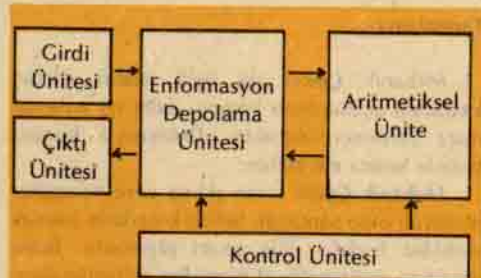 Girdi
Ünitesi
Çıktı
Ünitesi
Enformasyon
Depolama
Ünitesi
Aritmetiksel
Ünite
Kontrol Ünitesi